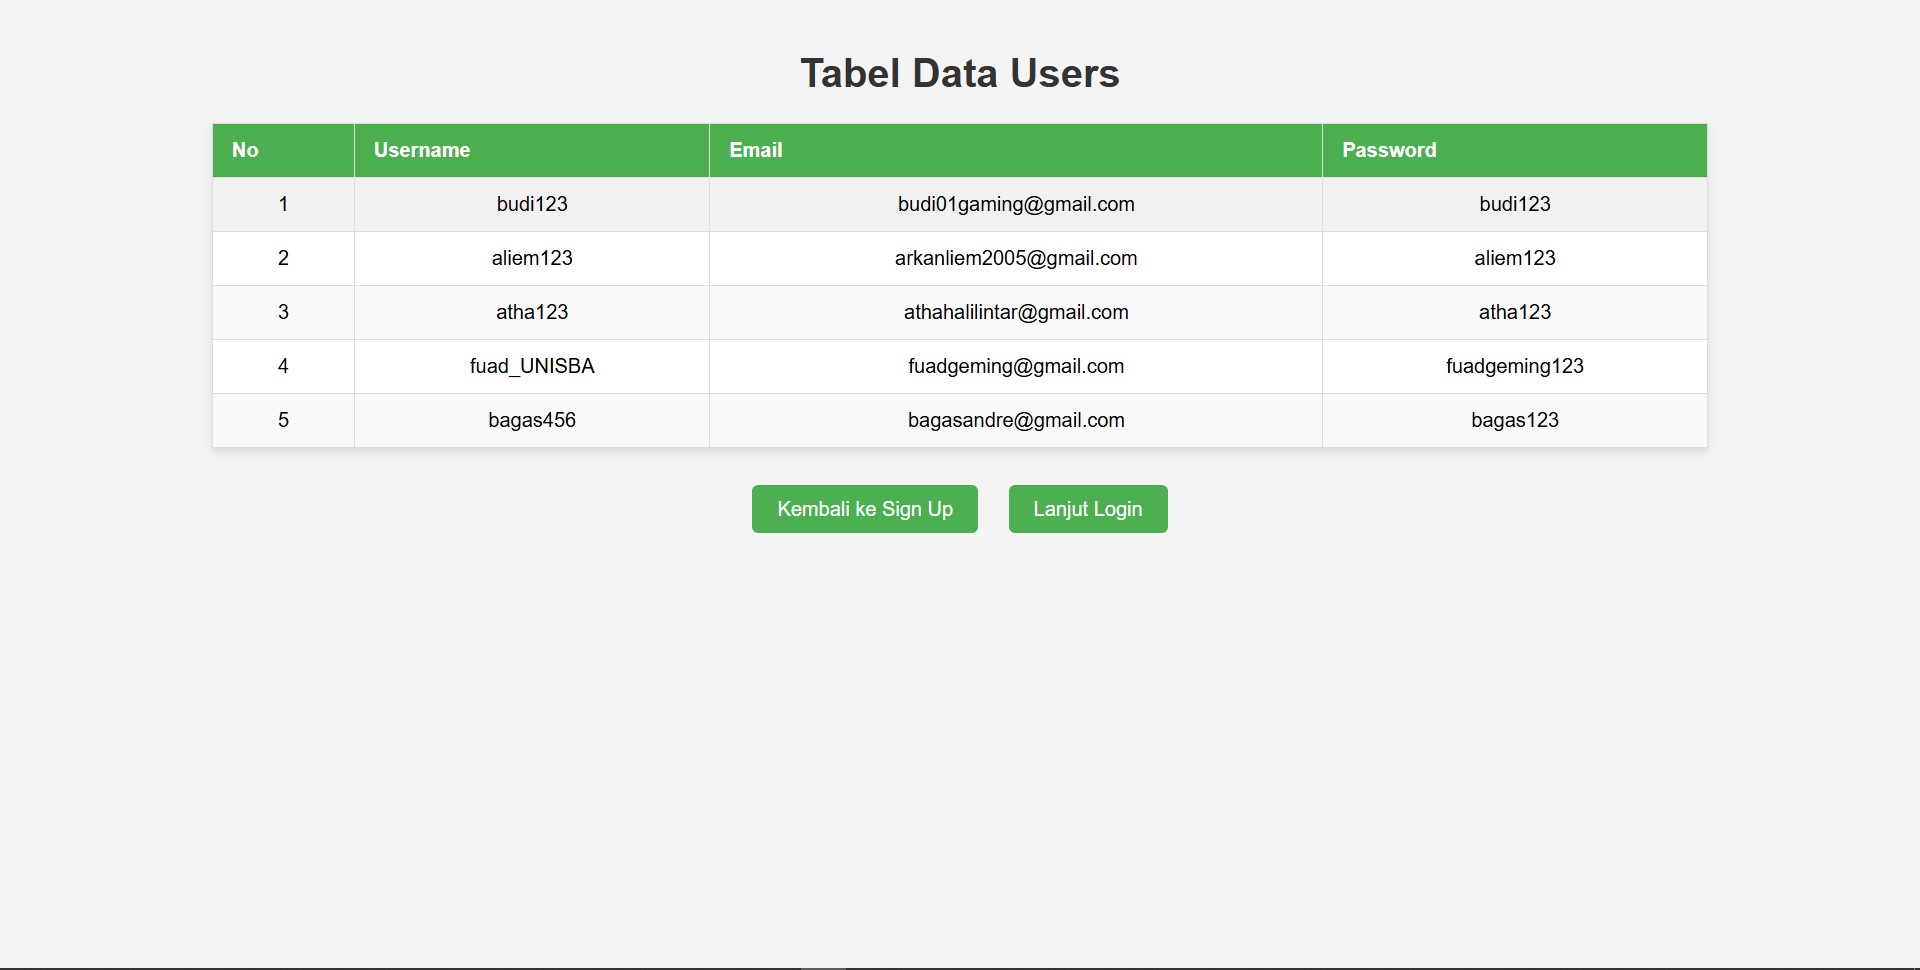 Tabel Data Users
No Username Email Password
1 budi123 budi01gaming@gmail.com budi123
2 aliem123 arkanliem2005@gmail.com aliem123
3 atha123 athahalilintar@gmail.com atha123
4 fuad_UNISBA fuadgeming@gmail.com fuadgeming123
5 bagas456 bagasandre@gmail.com bagas123
Kembali ke Sign Up Lanjut Login